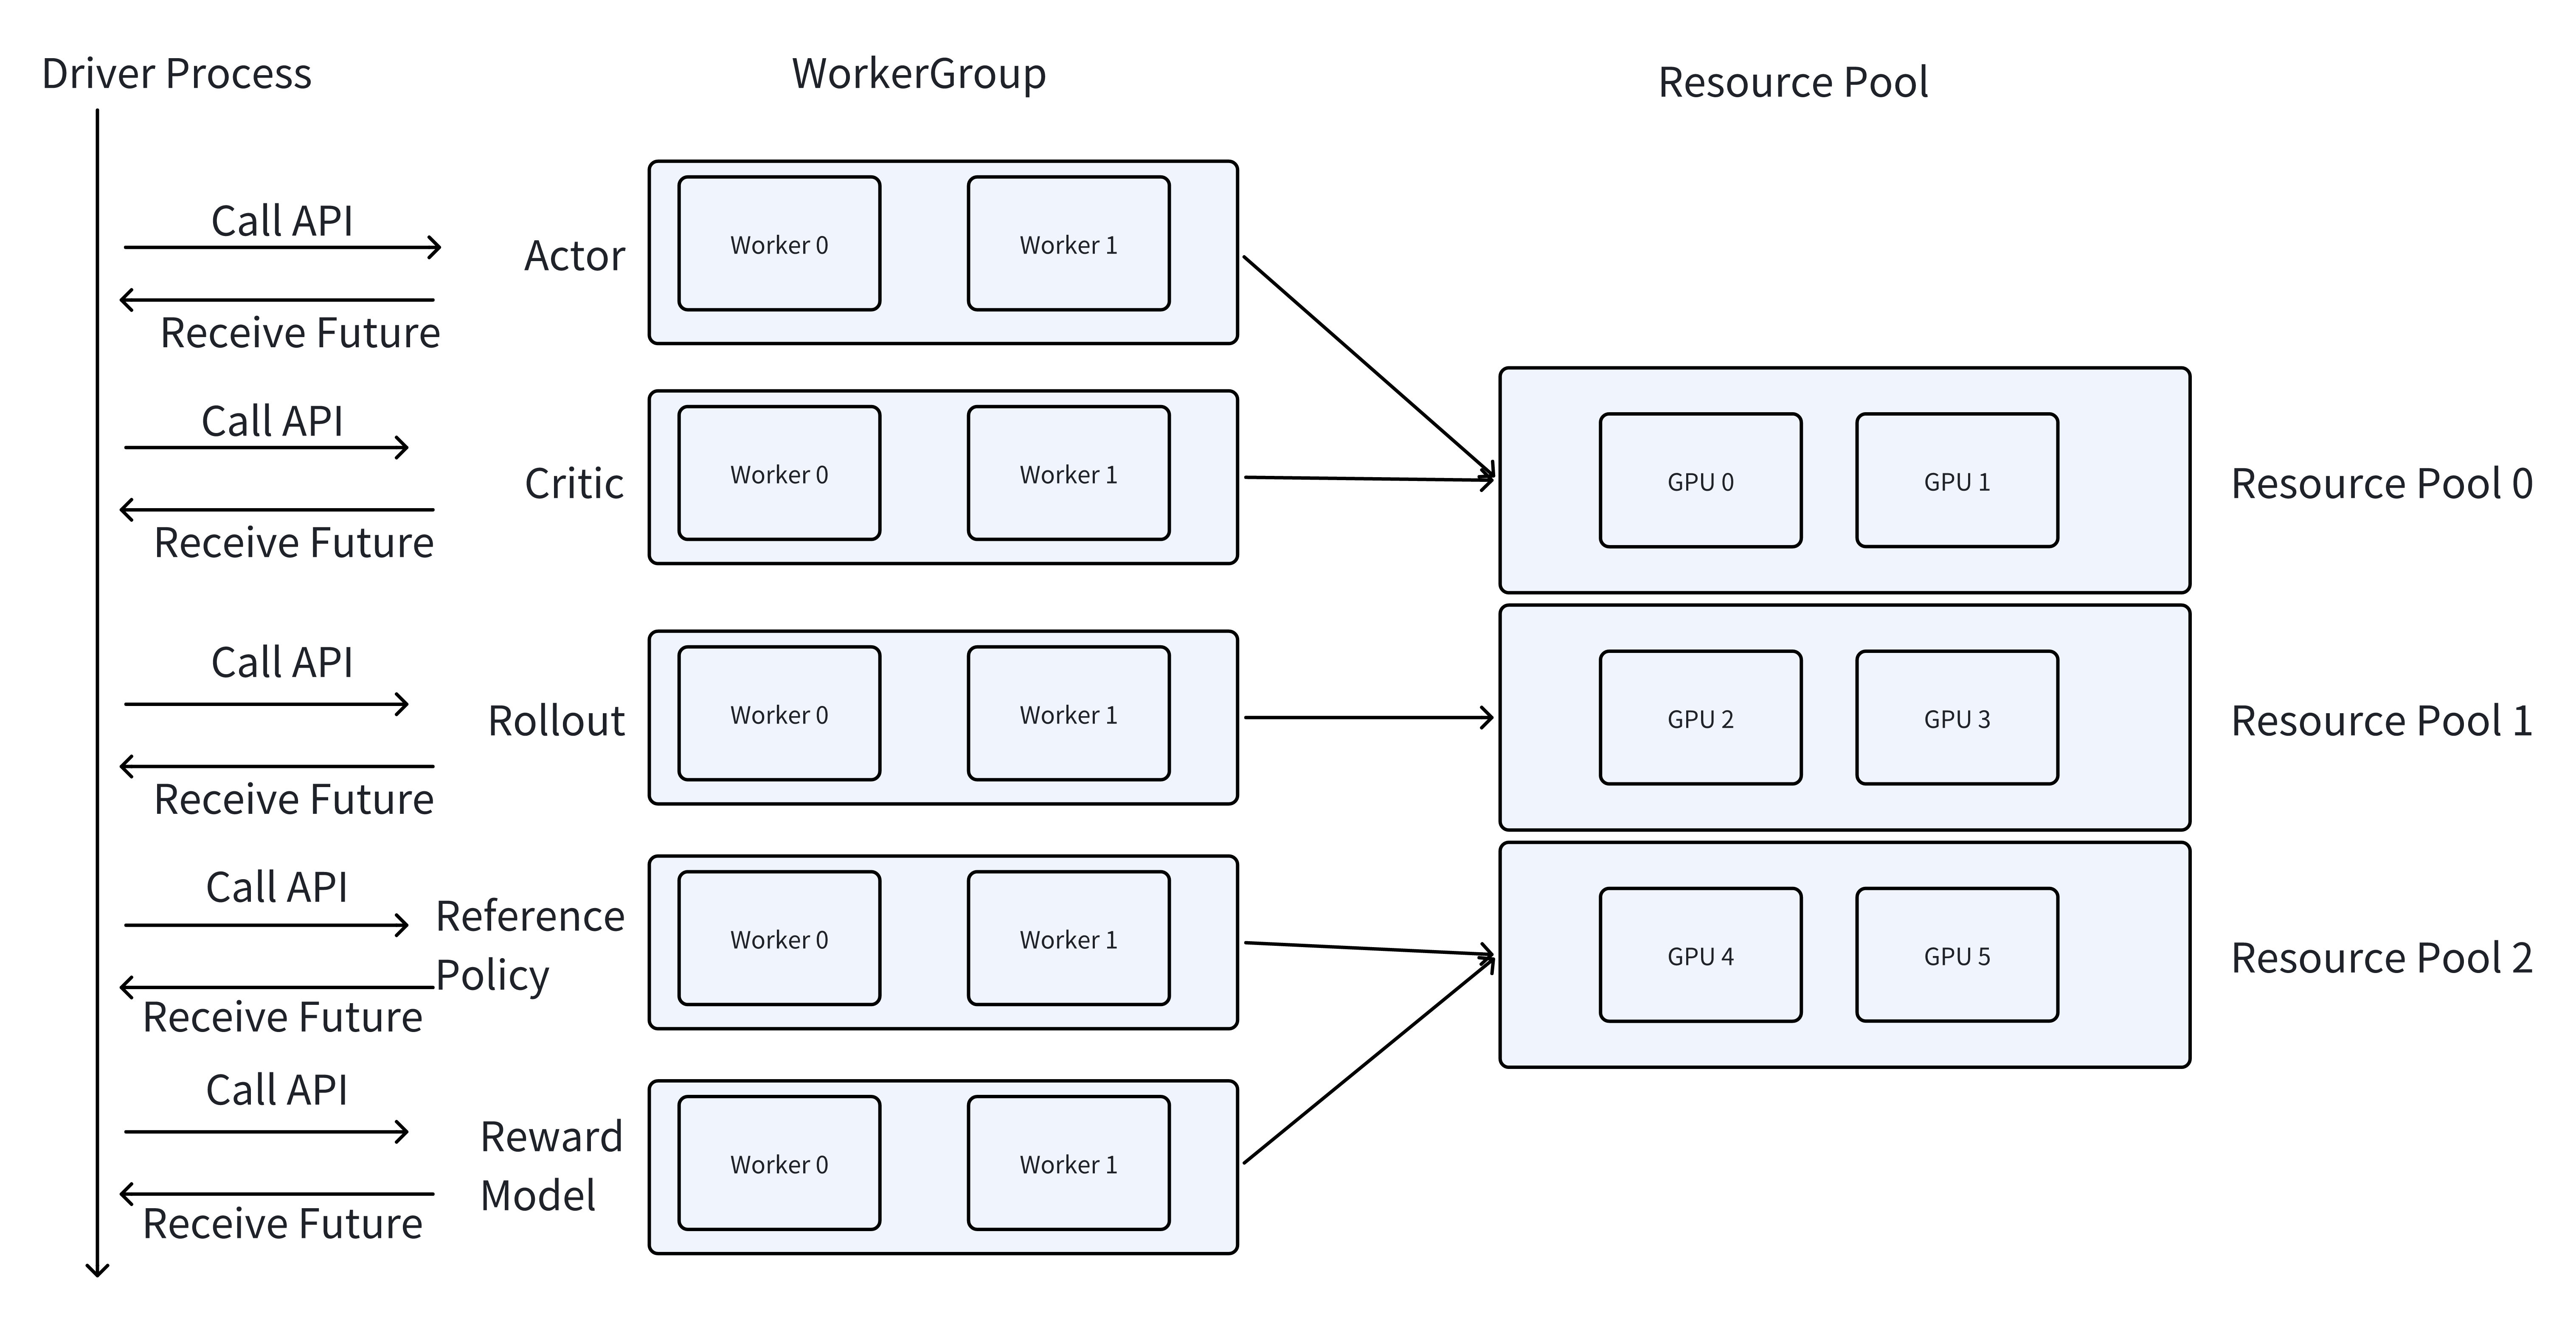 Driver Process
WorkerGroup
Resource Pool
Call API
Receive Future
Actor
Worker 0
Worker 1
Call API
Receive Future
Critic
Worker 0
Worker 1
GPU 0
GPU 1
Resource Pool 0
Call API
Receive Future
Rollout
Worker 0
Worker 1
GPU 2
GPU 3
Resource Pool 1
Call API
Receive Future
Reference
Policy
Worker 0
Worker 1
GPU 4
GPU 5
Resource Pool 2
Call API
Receive Future
Reward
Model
Worker 0
Worker 1